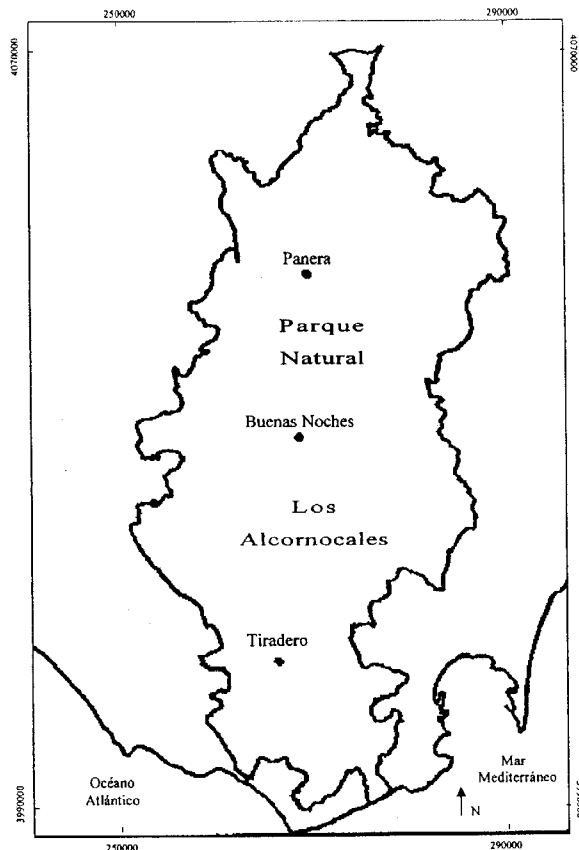 250000
290000
4070000
4070000
Panera
Parque
Natural
Buenas Noches
Los
Alcornocales
Tiradero
Océano
Atlántico
Mar
Mediterráneo
N
3990000
250000
290000